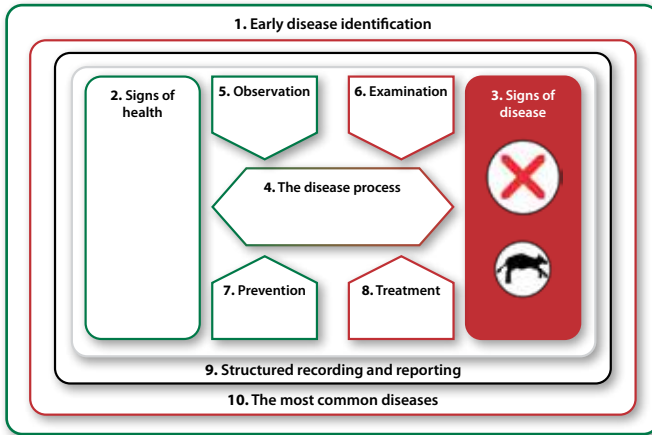 1. Early disease identification
2. Signs of
health
5. Observation
6. Examination
3. Signs of
disease
4. The disease process
7. Prevention
8. Treatment
9. Structured recording and reporting
10. The most common diseases